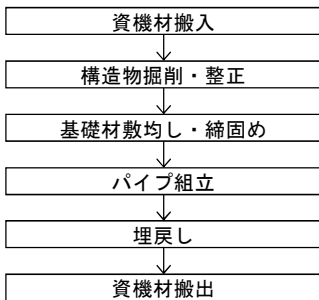 資機材搬入
構造物掘削・整正
基礎材敷均し・締固め
パイプ組立
埋戻し
資機材搬出